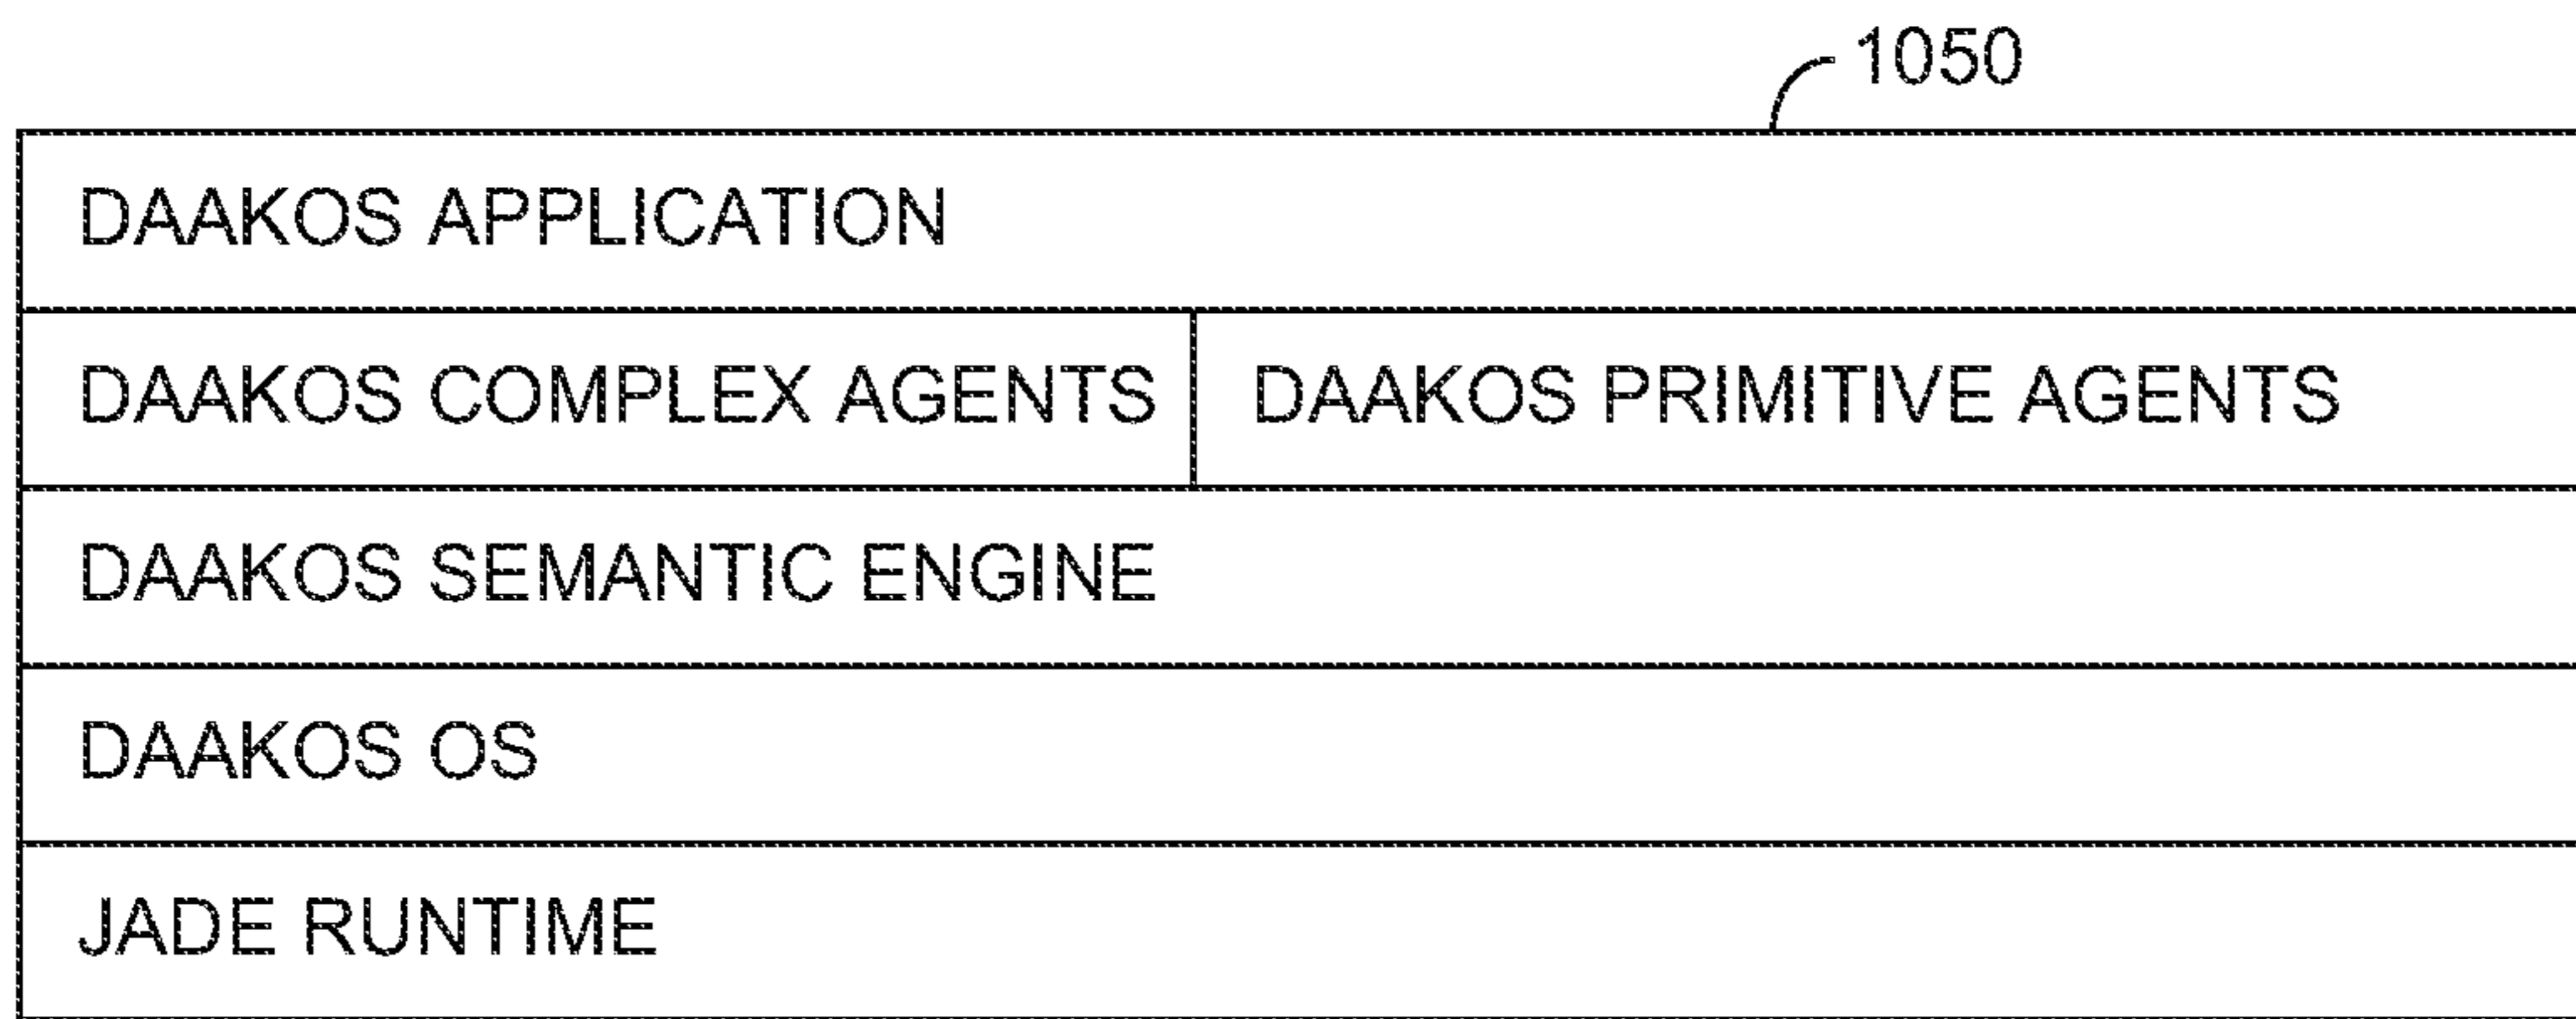 1050
DAAKOS APPLICATION
DAAKOS COMPLEX AGENTS
DAAKOS PRIMITIVE AGENTS
DAAKOS SEMANTIC ENGINE
DAAKOS OS
JADE RUNTIME